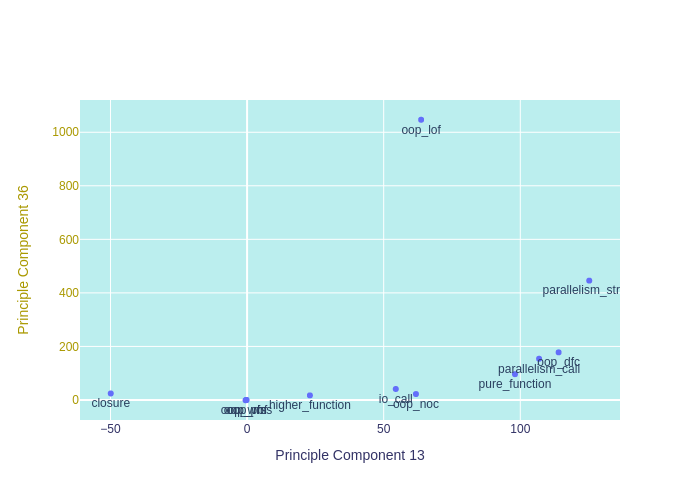 1000
oop_lof
800
600
400
parallelism_str
200
oop_dfc
parallelism_call
pure_function
0
closure
higher_function
io_call
oop_noc
−50
0
50
100
Principle Component 13
Principle Component 36